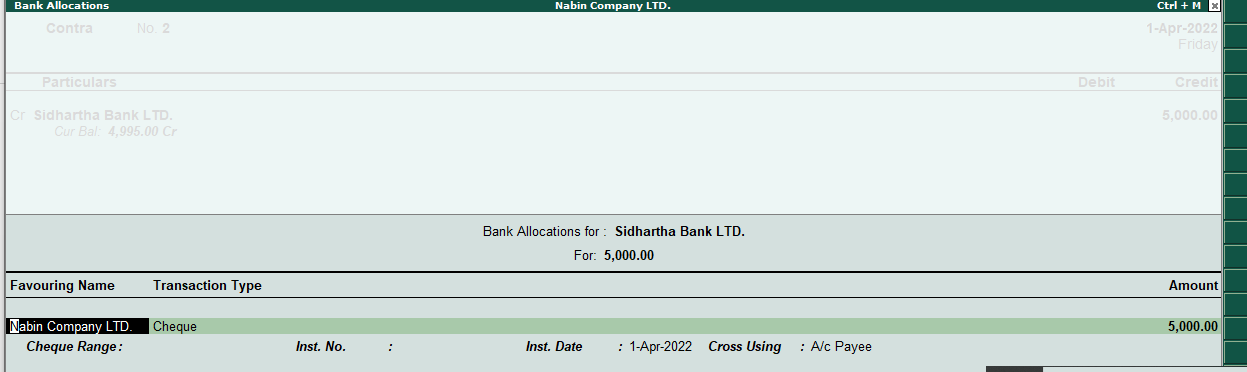 Bank Allocations Nabin Company LTD. Ctrl + M
Contra No. 2 1-Apr-2022
Friday
Particulars Debit Credit
Cr Sidhartha Bank LTD. 5,000.00
Cur Bal: 4,995.00 Cr
Bank Allocations for : Sidhartha Bank LTD.
For: 5,000.00
Favouring Name Transaction Type Amount
Nabin Company LTD. Cheque 5,000.00
Cheque Range: Inst. No. : Inst. Date : 1-Apr-2022 Cross Using : A/c Payee